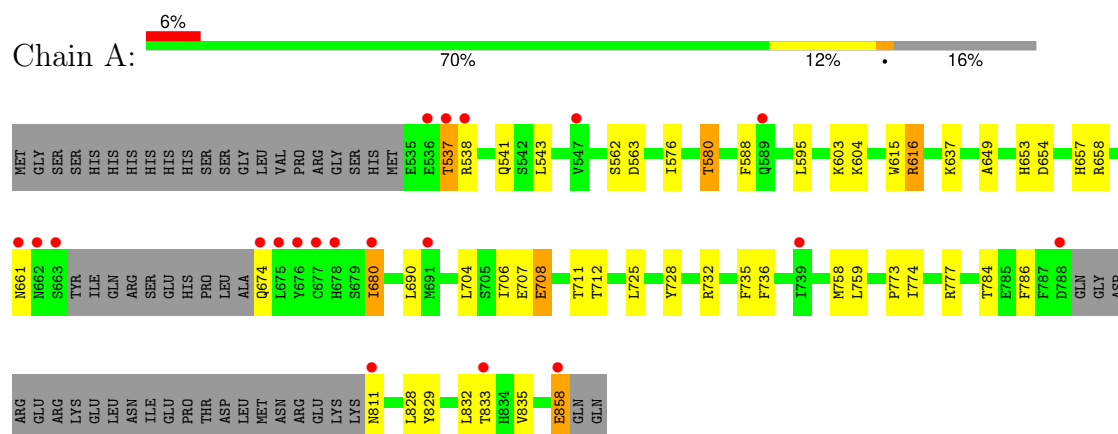 6%
Chain A:
70% 12% • 16%
MET GLY SER SER HIS HIS HIS HIS HIS HIS SER SER GLY LEU VAL PRO ARG GLY SER HIS MET E535 E536 T537 R538 Q541 S542 L543 V547 S562 D563 I576 T580 F588 Q589 L595 K603 K604 W615 R616 K637 A649 H653 D654 H657 R658
N661 N662 S663 TYR ILE GLN ARG SER GLU HIS PRO LEU ALA Q674 L675 Y676 C677 H678 S679 I680 L690 M691 L704 S705 I706 E707 E708 T711 T712 L725 Y728 R732 F735 F736 I739 M758 L759 P773 I774 R777 T784 E785 F786 F787 D788 GLN GLY ASP
ARG GLU ARG LYS GLU LEU ASN ILE GLU PRO THR ASP LEU MET ASN ARG GLU LYS LYS N811 L828 Y829 L832 T833 H834 V835 E858 GLN GLN